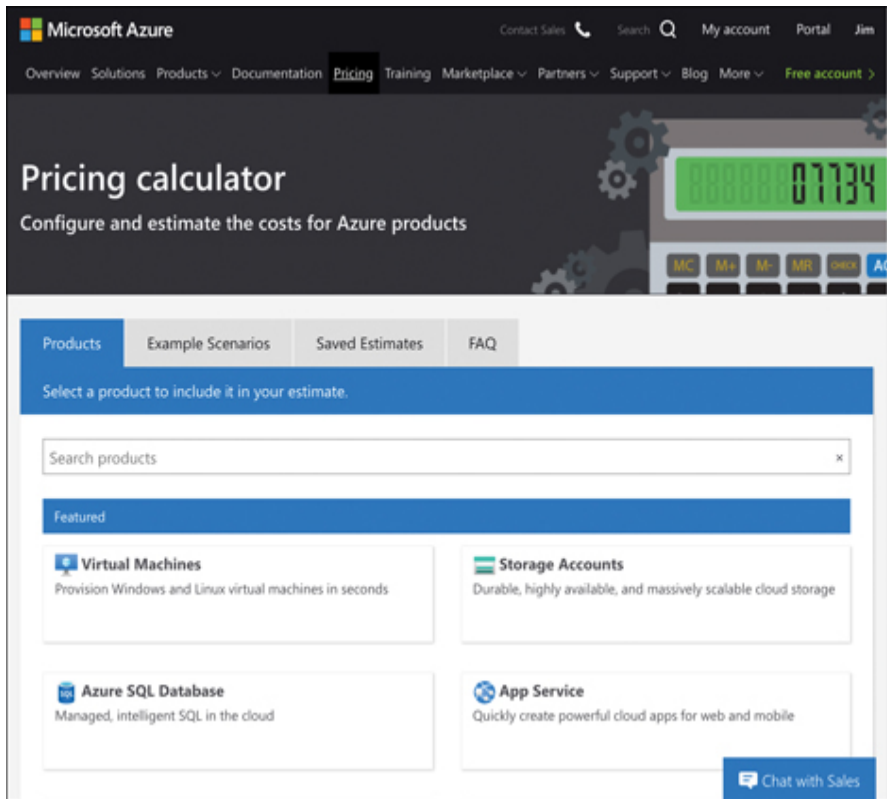 Microsoft Azure
Contact Sales Search My account Portal Jim
Overview Solutions Products Documentation Pricing Training Marketplace Partners Support Blog More Free account >
Pricing calculator
Configure and estimate the costs for Azure products
07734
MC M+ M- MR CHECK AC
Products Example Scenarios Saved Estimates FAQ
Select a product to include it in your estimate.
Search products ×
Featured
Virtual Machines
Provision Windows and Linux virtual machines in seconds
Storage Accounts
Durable, highly available, and massively scalable cloud storage
SQL Azure SQL Database
Managed, intelligent SQL in the cloud
App Service
Quickly create powerful cloud apps for web and mobile
Chat with Sales